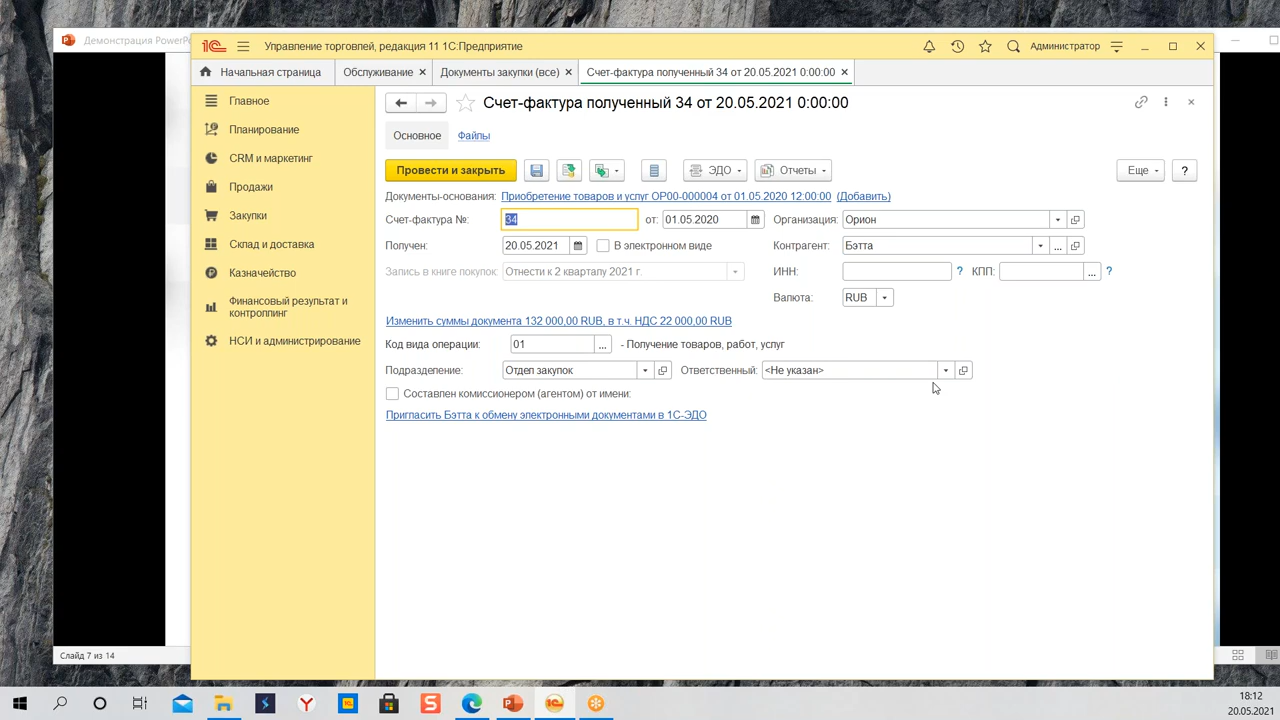 Демонстрация PowerPo
1С Управление торговлей, редакция 11 1С:Предприятие Администратор
Начальная страница Обслуживание Документы закупки (все) Счет-фактура полученный 34 от 20.05.2021 0:00:00
Главное
Планирование
CRM и маркетинг
Продажи
Закупки
Склад и доставка
Казначейство
Финансовый результат и
контроллинг
НСИ и администрирование
Счет-фактура полученный 34 от 20.05.2021 0:00:00
Основное Файлы
Провести и закрыть ЭДО Отчеты Еще ?
Документы-основания: Приобретение товаров и услуг ОР00-000004 от 01.05.2020 12:00:00 (Добавить)
Счет-фактура №: 34 от: 01.05.2020 Организация: Орион
Получен: 20.05.2021 В электронном виде Контрагент: Бэтта ...
Запись в книге покупок: Отнести к 2 кварталу 2021 г. ИНН: ? КПП: ... ?
Валюта: RUB
Изменить суммы документа 132 000,00 RUB, в т.ч. НДС 22 000,00 RUB
Код вида операции: 01 ... - Получение товаров, работ, услуг
Подразделение: Отдел закупок Ответственный: <Не указан>
Составлен комиссионером (агентом) от имени:
Пригласить Бэтта к обмену электронными документами в 1С-ЭДО
Слайд 7 из 14
18:12
20.05.2021